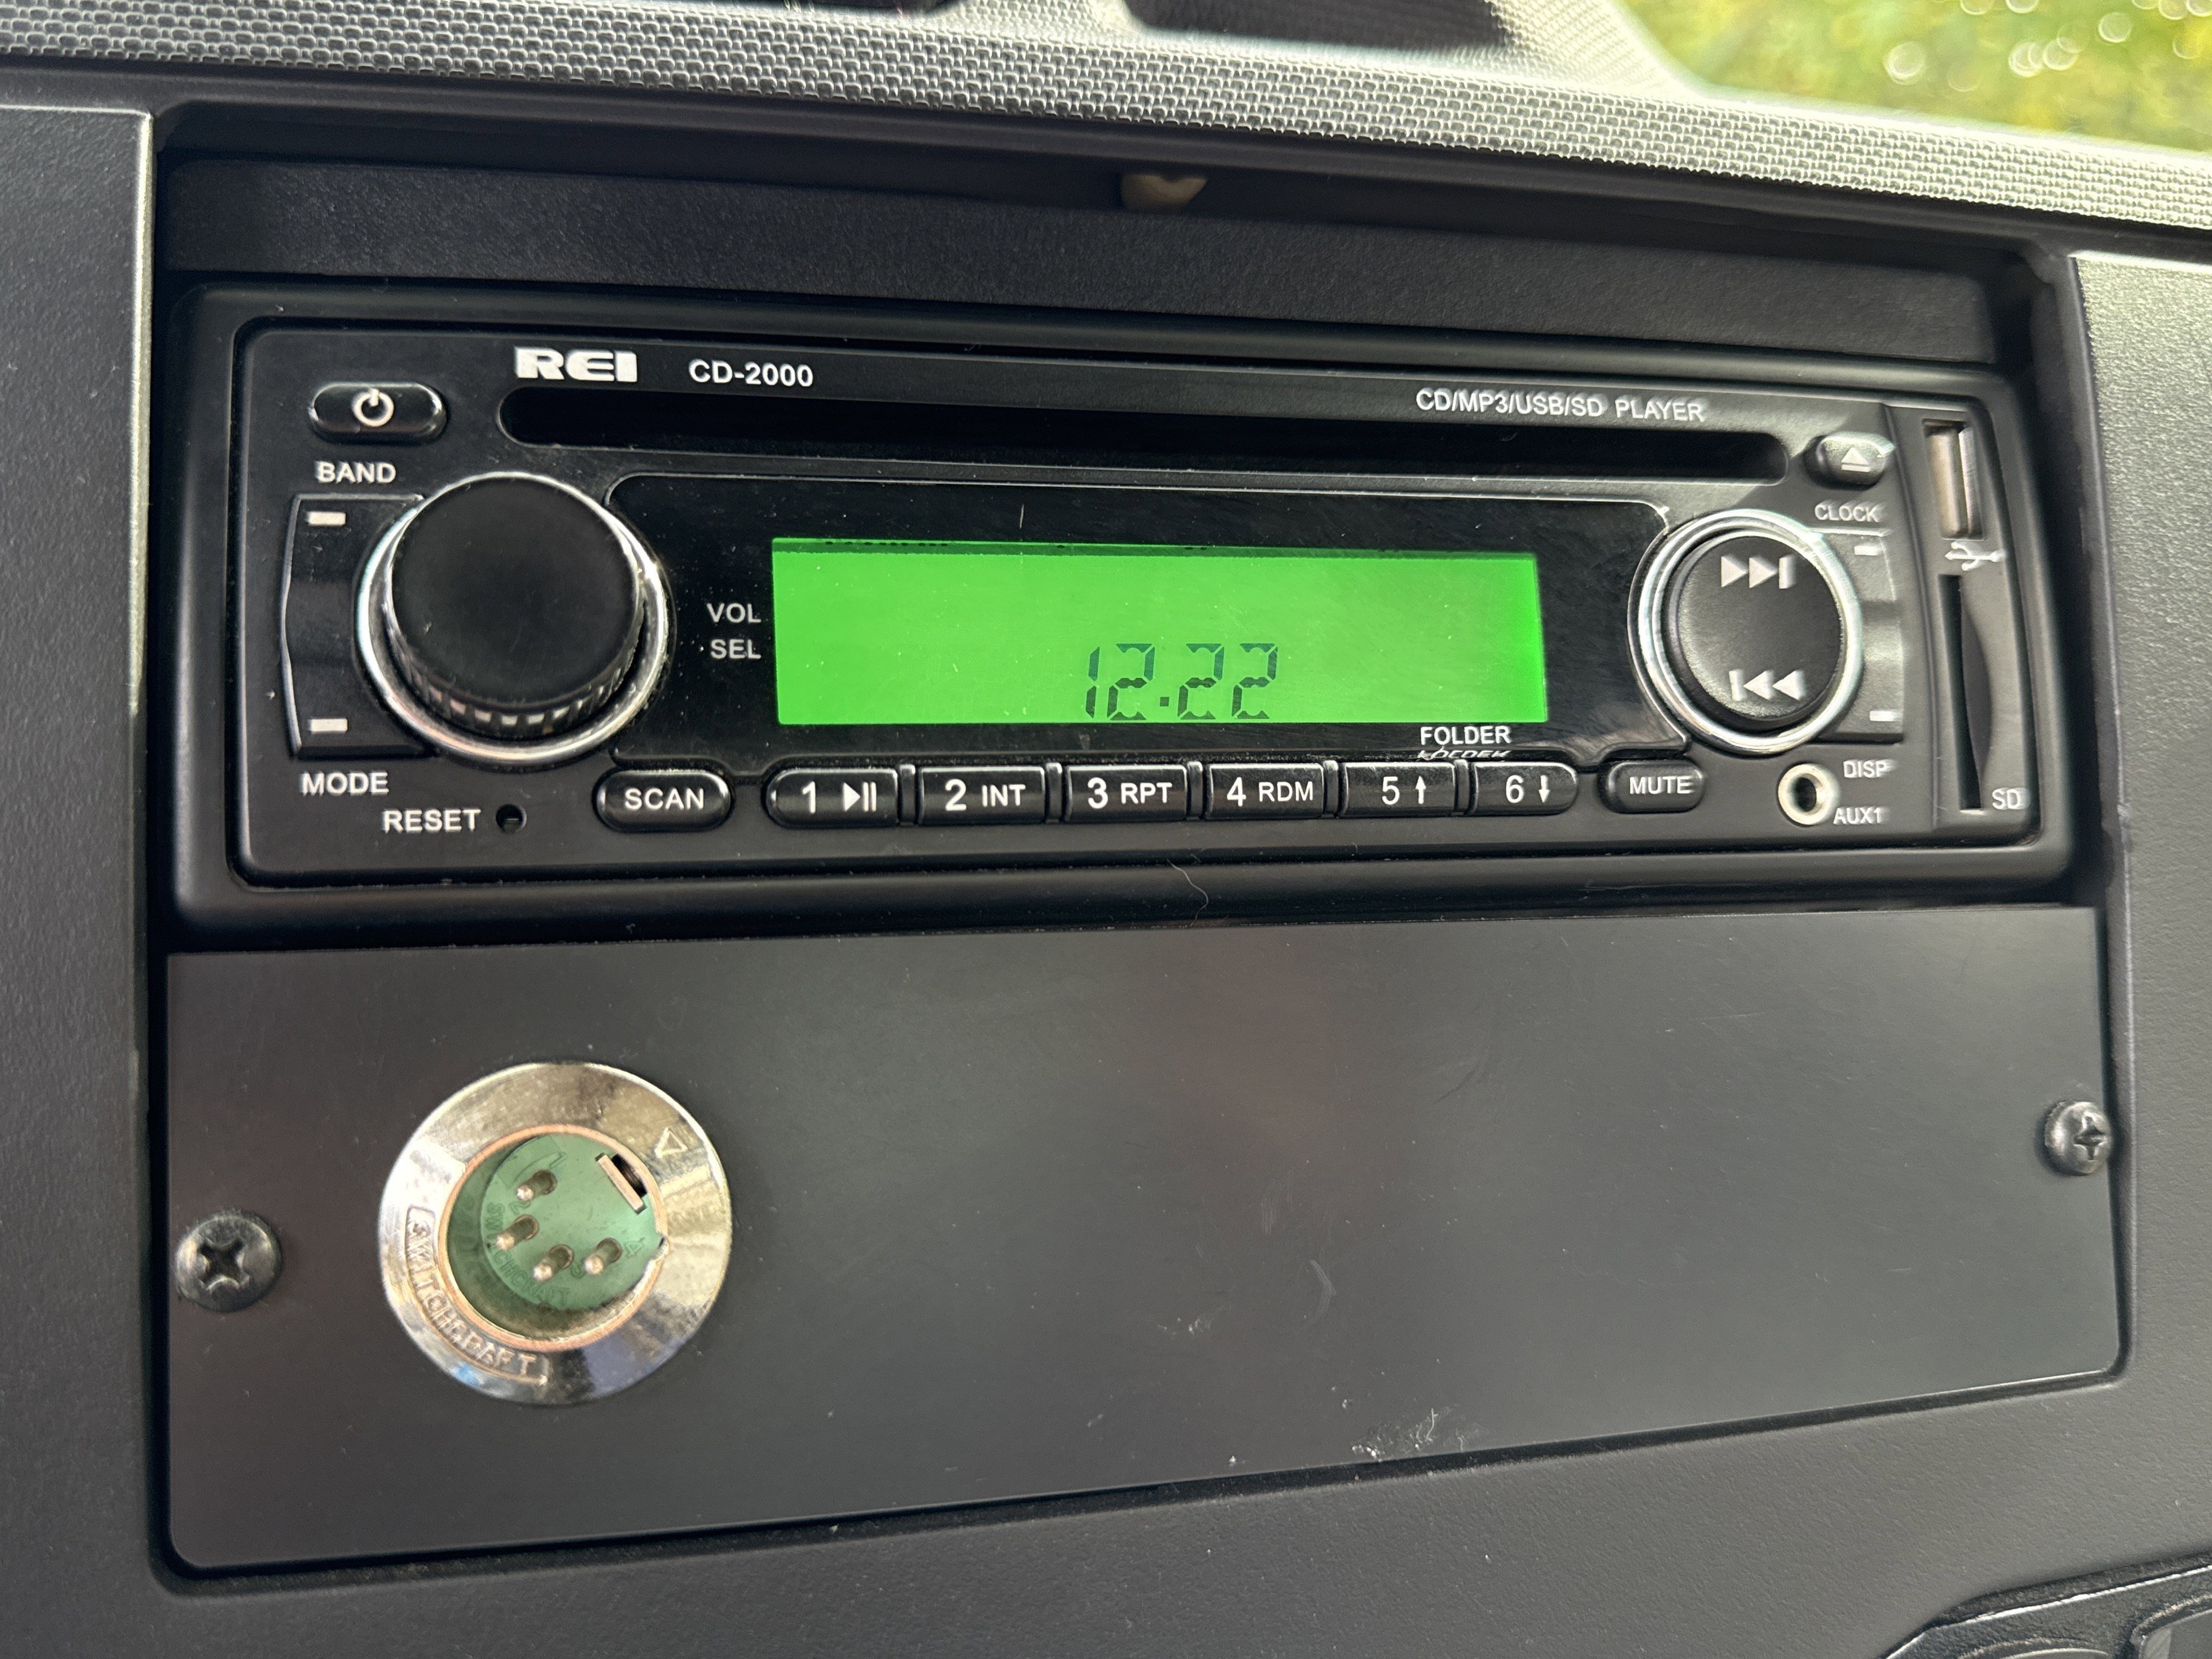 REI CD-2000
CD/MP3/USB/SD PLAYER
BAND
CLOCK
VOL
SEL
12:22
FOLDER
MODE
RESET
SCAN
1
2 INT
3 RPT
4 RDM
5 ↑
6 ↓
MUTE
DISP
AUX1
SD
SWITCHCRAFT